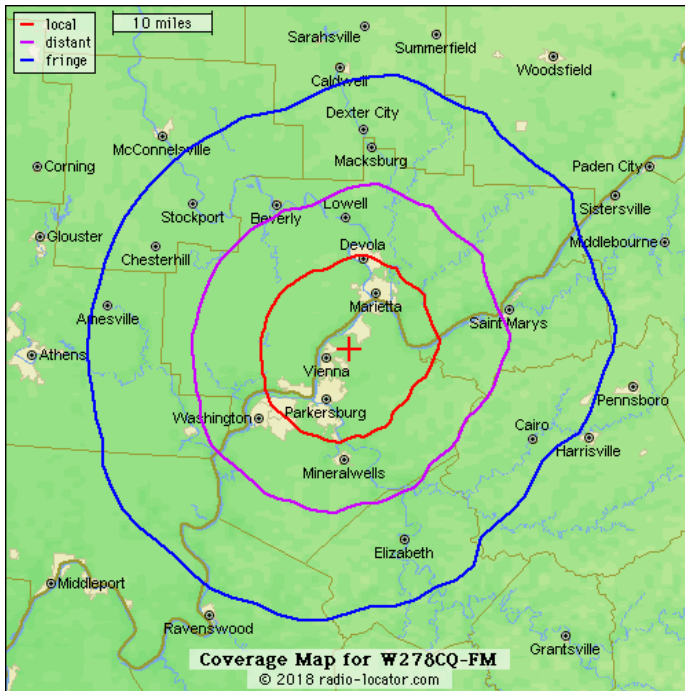 local
distant
fringe
10 miles
Sarahsville
Summerfield
Woodsfield
Caldwell
Dexter City
McConnelsville
Macksburg
Corning
Paden City
Stockport
Beverly
Lowell
Sistersville
Glouster
Chesterhill
Devola
Middlebourne
Marietta
Amesville
Saint Marys
Athens
Vienna
Pennsboro
Washington
Parkersburg
Cairo
Harrisville
Mineralwells
Elizabeth
Middleport
Ravenswood
Grantsville
Coverage Map for W278CQ-FM
© 2018 radio-locator.com